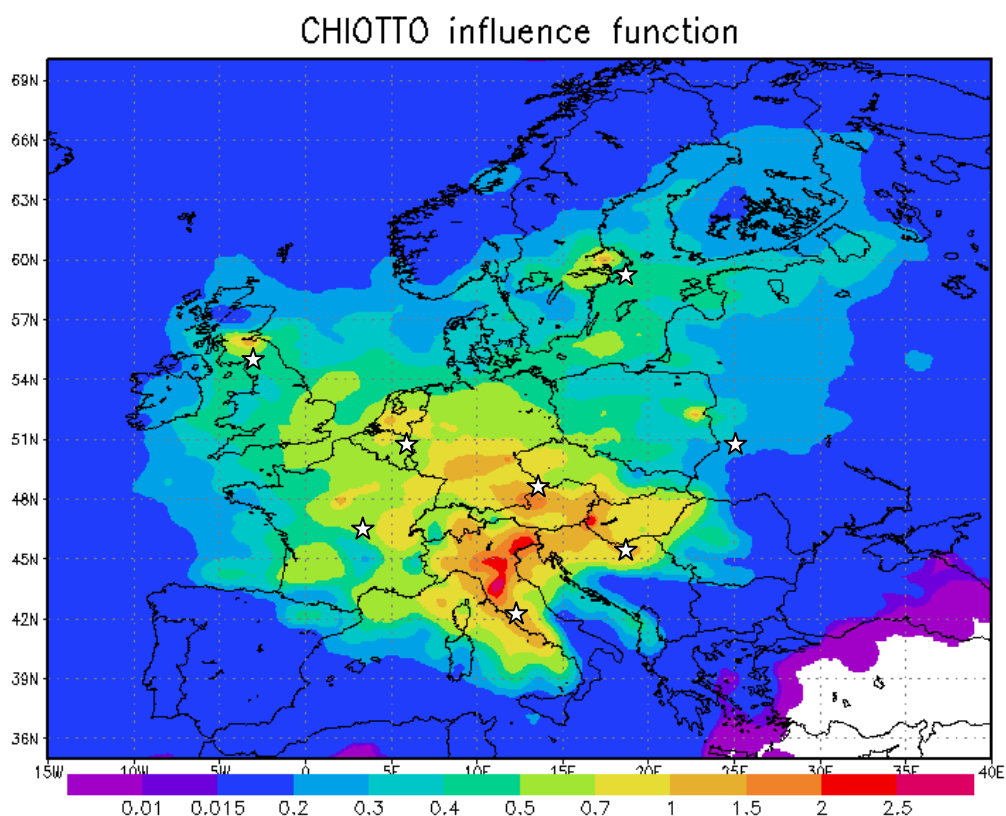 CHIOTTO influence function
69N
66N
63N
60N
57N
54N
51N
48N
45N
42N
39N
36N
15W 10W 5W 0 5E 10E 15E 20E 25E 30E 35E 40E
0.01 0.015 0.2 0.3 0.4 0.5 0.7 1 1.5 2 2.5